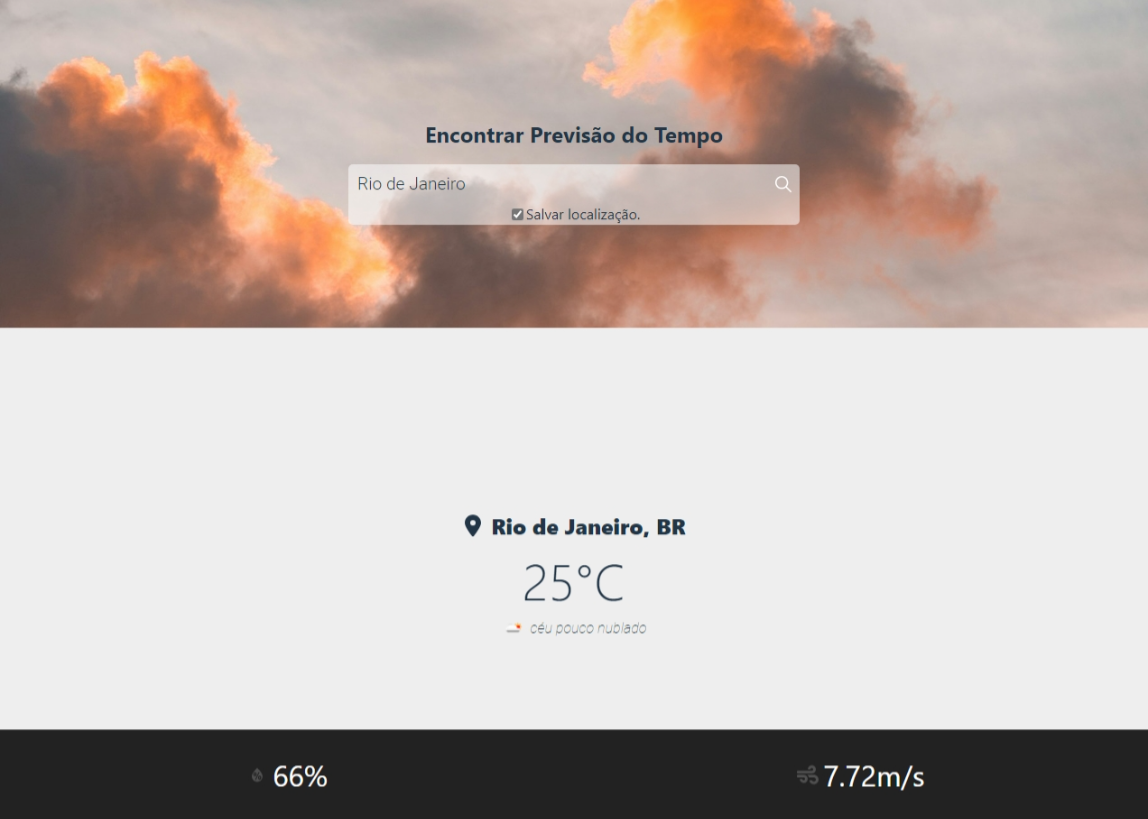 Encontrar Previsão do Tempo
Rio de Janeiro
Salvar localização.
Rio de Janeiro, BR
25°C
céu pouco nublado
66%
7.72m/s